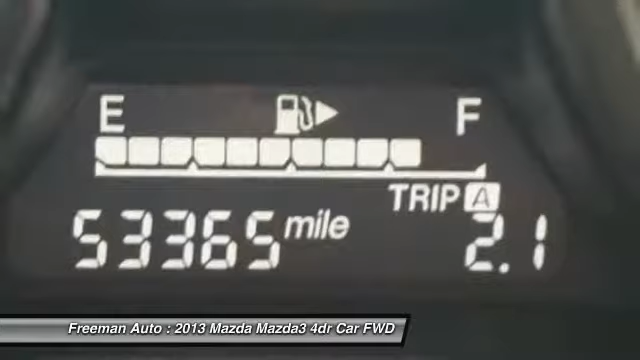 E F
TRIP A
53365 mile 2.1
Freeman Auto : 2013 Mazda Mazda3 4dr Car FWD